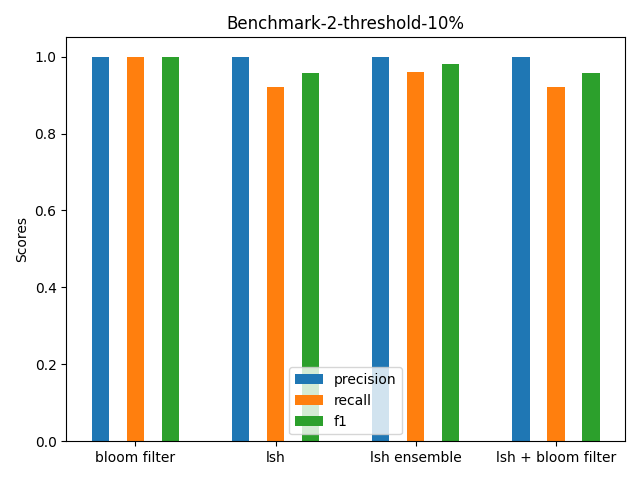 Benchmark-2-threshold-10%
Scores
1.0
0.8
0.6
0.4
0.2
0.0
precision
recall
f1
bloom filter
lsh
lsh ensemble
lsh + bloom filter